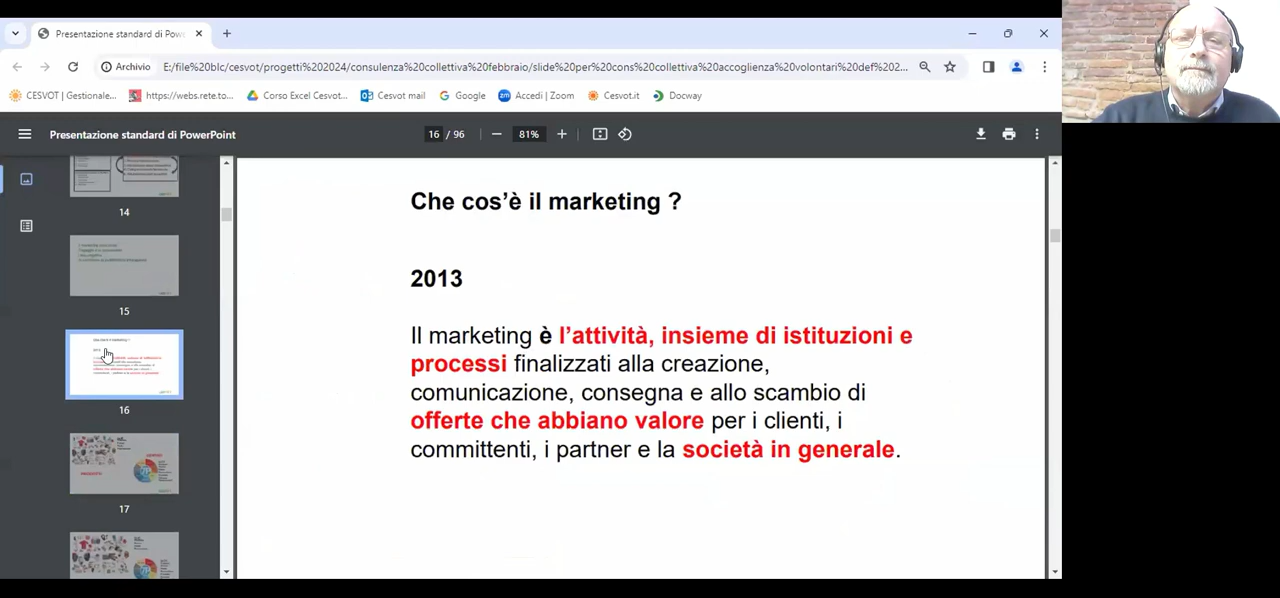 Presentazione standard di Pow
Archivio
E:/file%20blc/cesvot/progetti%202024/consulenza%20collettiva%20febbraio/slide%20per%20cons%20collettiva%20accoglienza%20volontari%20def%202...
CESVOT | Gestionale...
https://webs.rete.to...
Corso Excel Cesvot...
Cesvot mail
Google
Accedi | Zoom
Cesvot.it
Docway
Presentazione standard di PowerPoint
16 / 96
81%
14
15
16
17
Che cos’è il marketing ?
2013
Il marketing è l’attività, insieme di istituzioni e
processi finalizzati alla creazione,
comunicazione, consegna e allo scambio di
offerte che abbiano valore per i clienti, i
committenti, i partner e la società in generale.